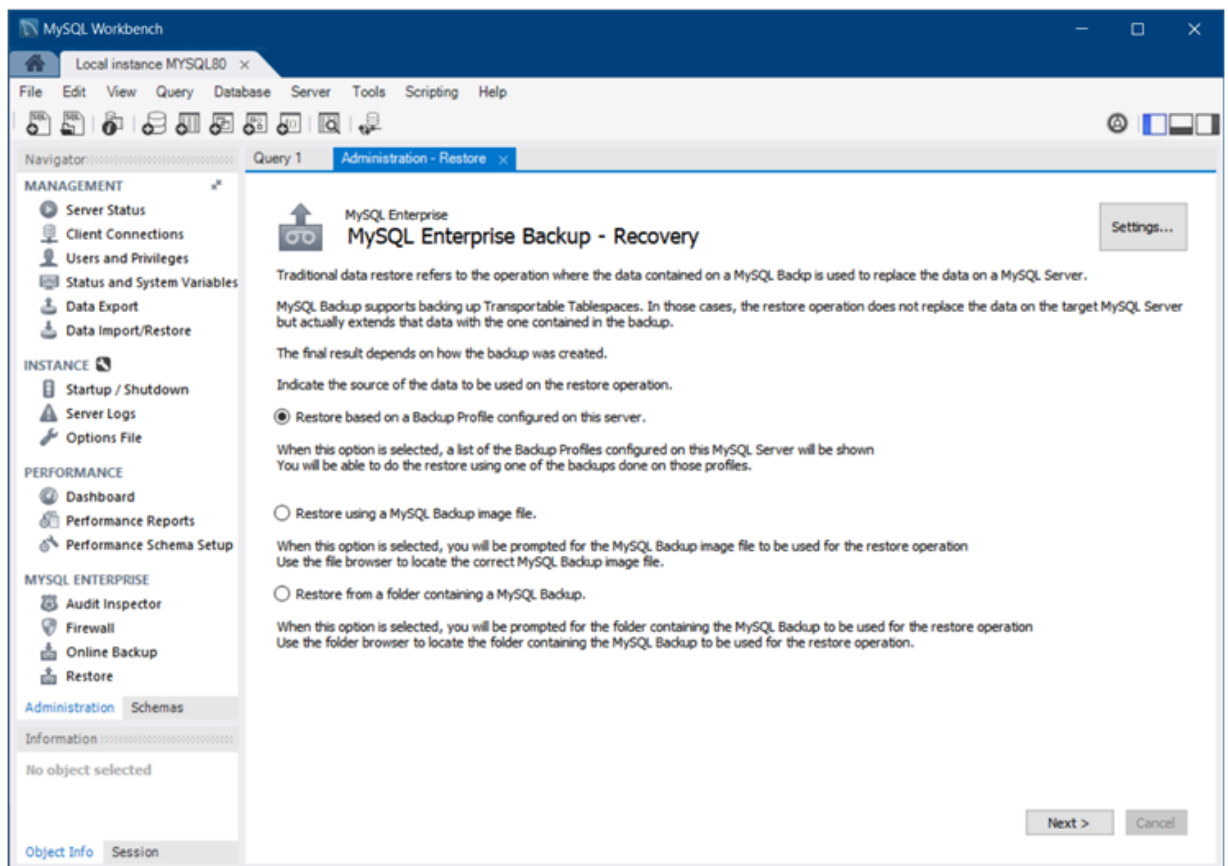 MySQL Workbench
Local instance MYSQL80
File Edit View Query Database Server Tools Scripting Help
Navigator
Query 1
Administration - Restore
MANAGEMENT
Server Status
Client Connections
Users and Privileges
Status and System Variables
Data Export
Data Import/Restore
INSTANCE
Startup / Shutdown
Server Logs
Options File
PERFORMANCE
Dashboard
Performance Reports
Performance Schema Setup
MYSQL ENTERPRISE
Audit Inspector
Firewall
Online Backup
Restore
Administration Schemas
Information
No object selected
Object Info Session
MySQL Enterprise
MySQL Enterprise Backup - Recovery
Settings...
Traditional data restore refers to the operation where the data contained on a MySQL Backp is used to replace the data on a MySQL Server.
MySQL Backup supports backing up Transportable Tablespaces. In those cases, the restore operation does not replace the data on the target MySQL Server
but actually extends that data with the one contained in the backup.
The final result depends on how the backup was created.
Indicate the source of the data to be used on the restore operation.
Restore based on a Backup Profile configured on this server.
When this option is selected, a list of the Backup Profiles configured on this MySQL Server will be shown
You will be able to do the restore using one of the backups done on those profiles.
Restore using a MySQL Backup image file.
When this option is selected, you will be prompted for the MySQL Backup image file to be used for the restore operation
Use the file browser to locate the correct MySQL Backup image file.
Restore from a folder containing a MySQL Backup.
When this option is selected, you will be prompted for the folder containing the MySQL Backup to be used for the restore operation
Use the folder browser to locate the folder containing the MySQL Backup to be used for the restore operation.
Next >
Cancel